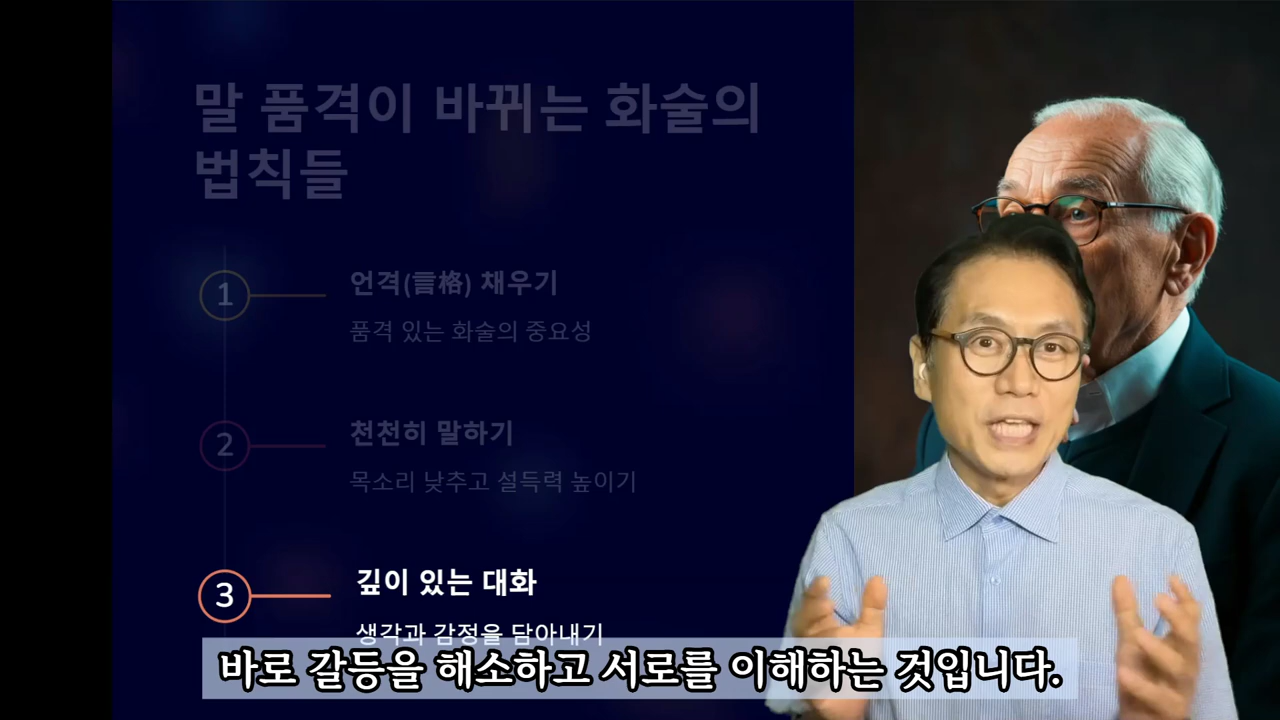 말 품격이 바뀌는 화술의
법칙들
1
언격(言格) 채우기
품격 있는 화술의 중요성
2
천천히 말하기
목소리 낮추고 설득력 높이기
3
깊이 있는 대화
생각과 감정을 담아내기
바로 갈등을 해소하고 서로를 이해하는 것입니다.